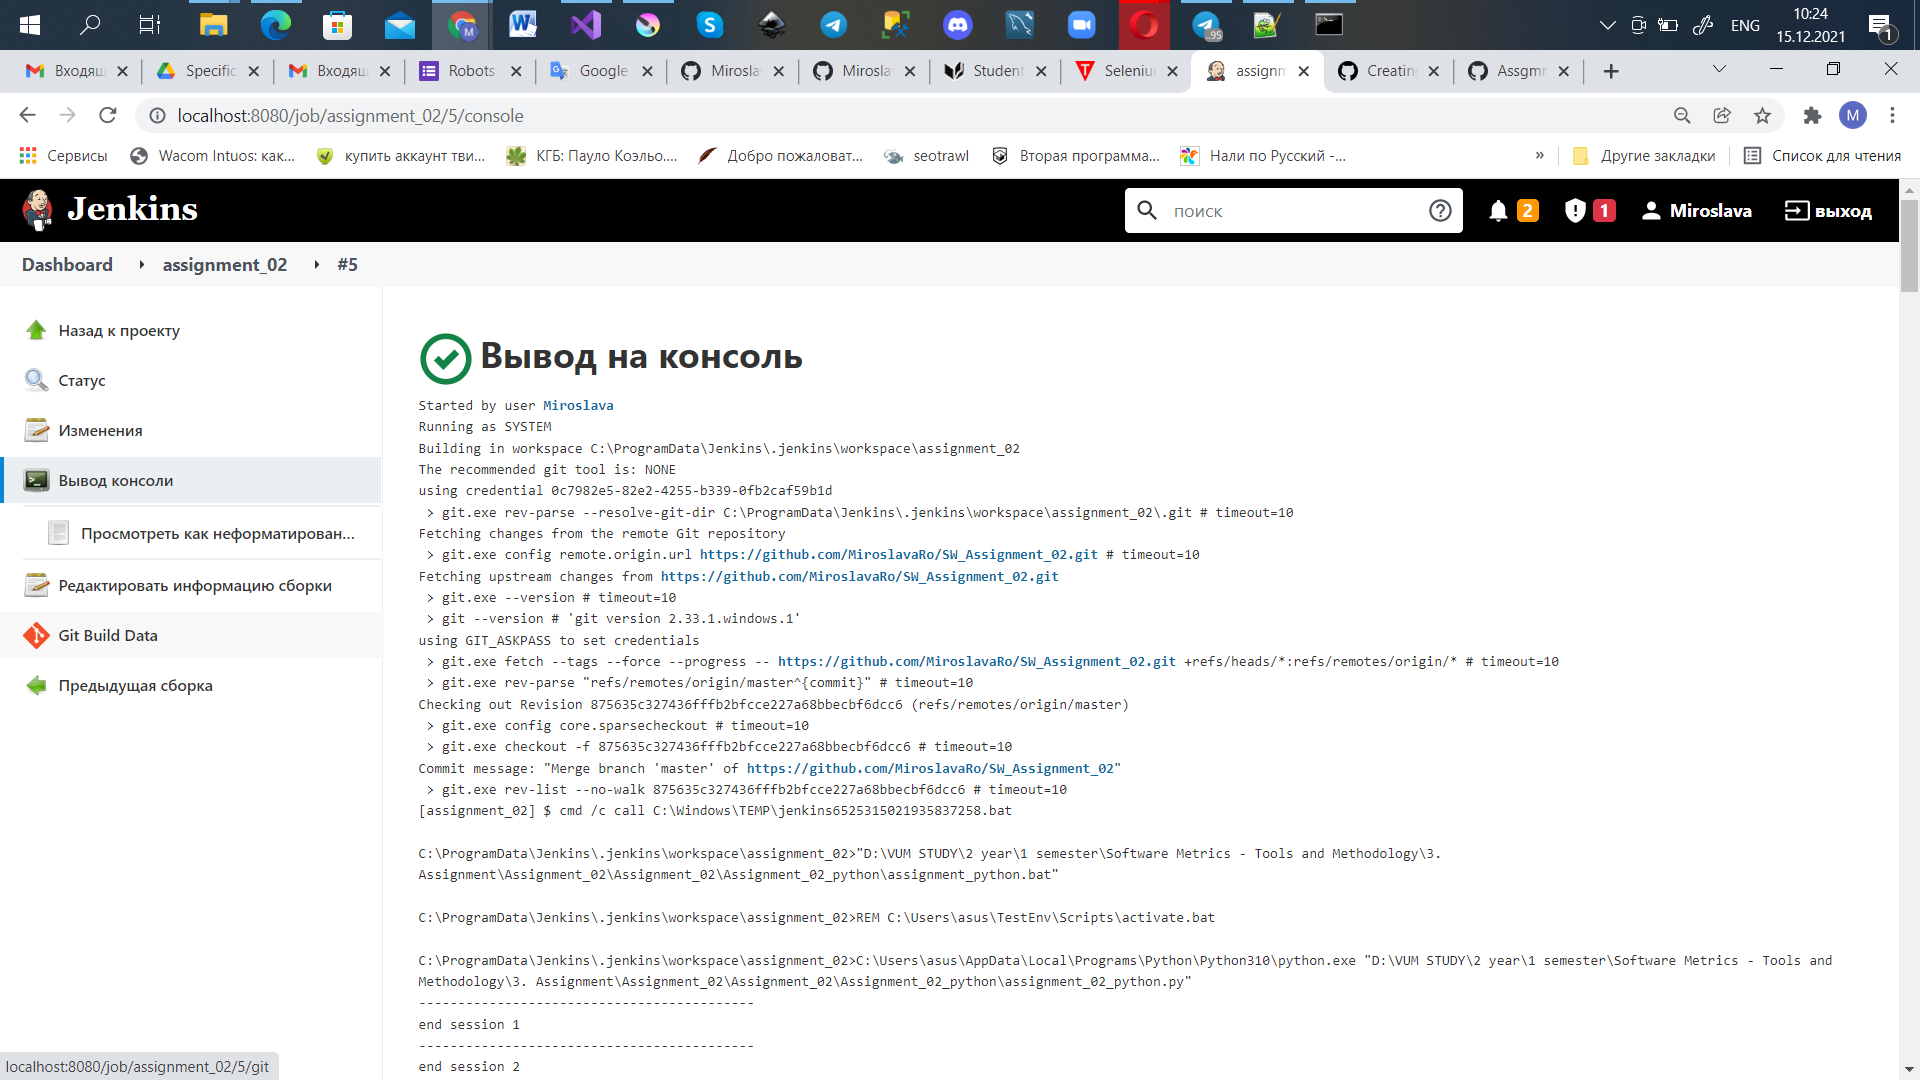 ENG
10:24
15.12.2021
1
95
Входящ
Specific
Входящ
Robots
Google
Mirosla
Mirosla
Student
Seleniu
assignm
Creatin
Assgmn
localhost:8080/job/assignment_02/5/console
M
Сервисы
Wacom Intuos: как...
купить аккаунт тви...
КГБ: Пауло Коэльо....
Добро пожаловат...
seotrawl
Вторая программа...
Нали по Русский -...
»
Другие закладки
Список для чтения
Jenkins
поиск
2
1
Miroslava
выход
Dashboard
assignment_02
#5
Назад к проекту
Статус
Изменения
Вывод консоли
Просмотреть как неформатирован...
Редактировать информацию сборки
Git Build Data
Предыдущая сборка
Вывод на консоль
Started by user Miroslava
Running as SYSTEM
Building in workspace C:\ProgramData\Jenkins\.jenkins\workspace\assignment_02
The recommended git tool is: NONE
using credential 0c7982e5-82e2-4255-b339-0fb2caf59b1d
> git.exe rev-parse --resolve-git-dir C:\ProgramData\Jenkins\.jenkins\workspace\assignment_02\.git # timeout=10
Fetching changes from the remote Git repository
> git.exe config remote.origin.url https://github.com/MiroslavaRo/SW_Assignment_02.git # timeout=10
Fetching upstream changes from https://github.com/MiroslavaRo/SW_Assignment_02.git
> git.exe --version # timeout=10
> git --version # 'git version 2.33.1.windows.1'
using GIT_ASKPASS to set credentials
> git.exe fetch --tags --force --progress -- https://github.com/MiroslavaRo/SW_Assignment_02.git +refs/heads/*:refs/remotes/origin/* # timeout=10
> git.exe rev-parse "refs/remotes/origin/master^{commit}" # timeout=10
Checking out Revision 875635c327436fffb2bfcce227a68bbecbf6dcc6 (refs/remotes/origin/master)
> git.exe config core.sparsecheckout # timeout=10
> git.exe checkout -f 875635c327436fffb2bfcce227a68bbecbf6dcc6 # timeout=10
Commit message: "Merge branch 'master' of https://github.com/MiroslavaRo/SW_Assignment_02"
> git.exe rev-list --no-walk 875635c327436fffb2bfcce227a68bbecbf6dcc6 # timeout=10
[assignment_02] $ cmd /c call C:\Windows\TEMP\jenkins6525315021935837258.bat
C:\ProgramData\Jenkins\.jenkins\workspace\assignment_02>"D:\VUM STUDY\2 year\1 semester\Software Metrics - Tools and Methodology\3.
Assignment\Assignment_02\Assignment_02\Assignment_02_python\assignment_python.bat"
C:\ProgramData\Jenkins\.jenkins\workspace\assignment_02>REM C:\Users\asus\TestEnv\Scripts\activate.bat
C:\ProgramData\Jenkins\.jenkins\workspace\assignment_02>C:\Users\asus\AppData\Local\Programs\Python\Python310\python.exe "D:\VUM STUDY\2 year\1 semester\Software Metrics - Tools and
Methodology\3. Assignment\Assignment_02\Assignment_02\Assignment_02_python\assignment_02_python.py"
-------------------------------------------
end session 1
-------------------------------------------
end session 2
localhost:8080/job/assignment_02/5/git